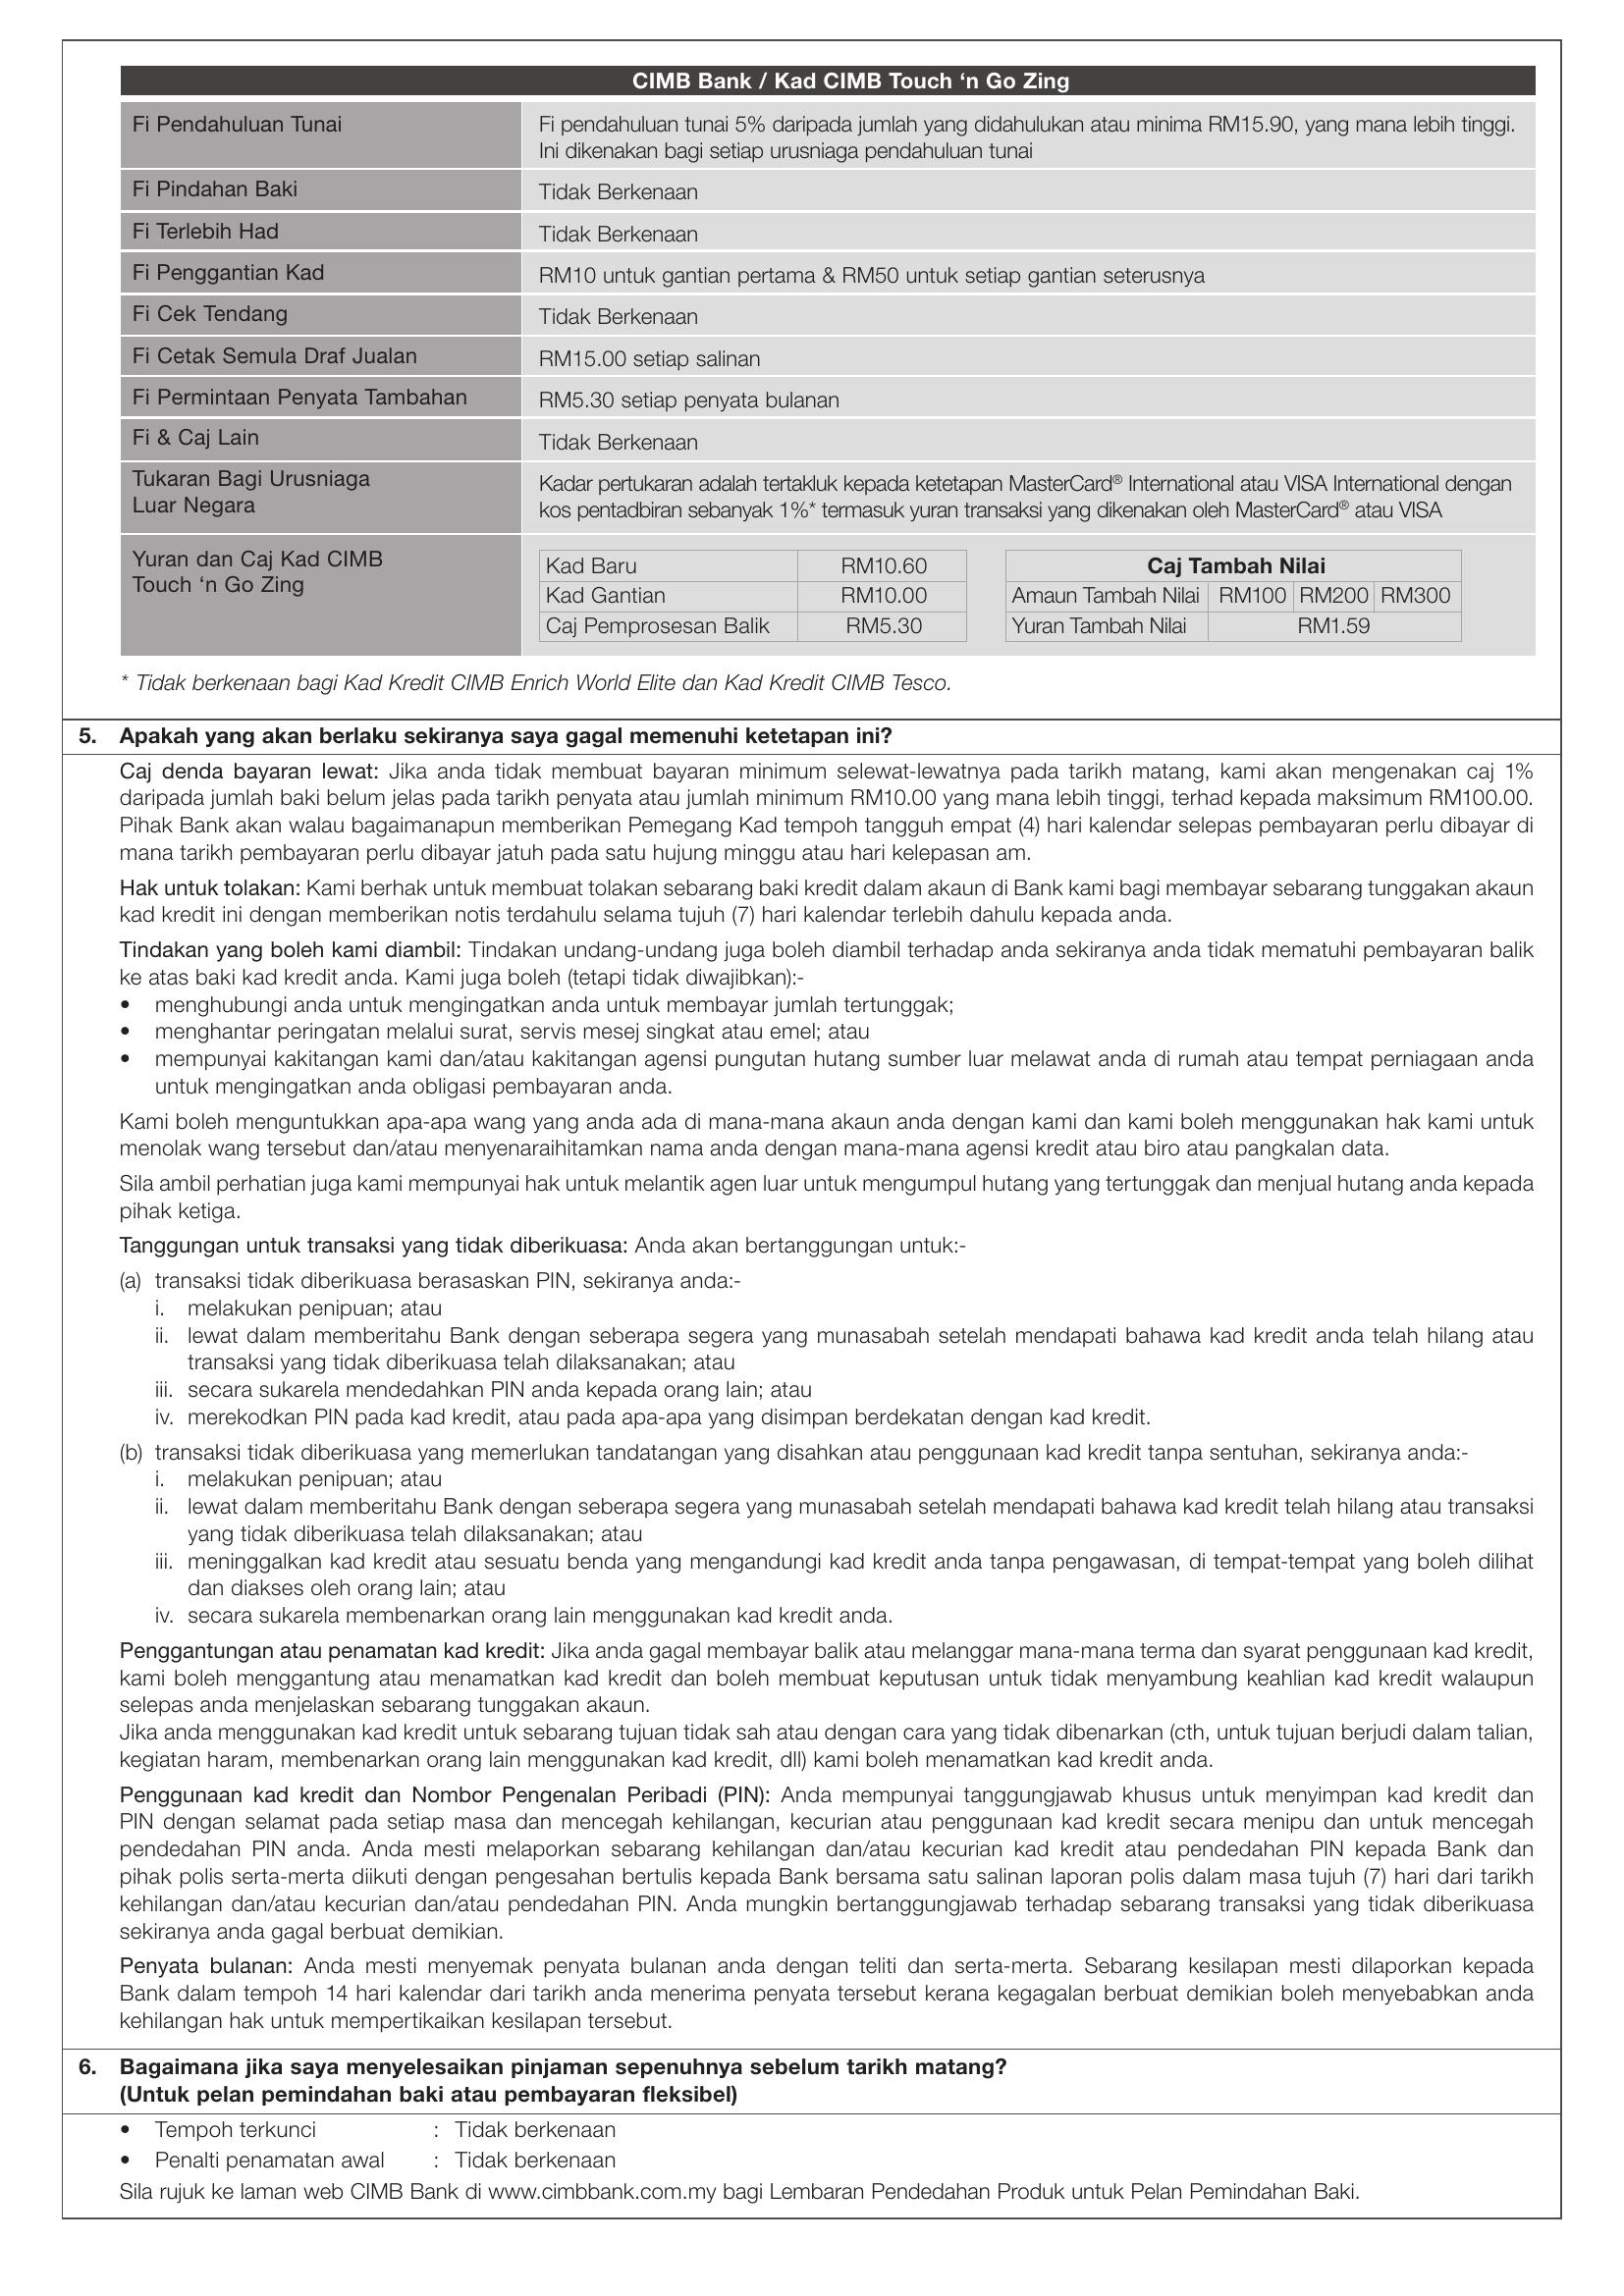 CIMB Bank / Kad CIMB Touch ‘n Go Zing
Fi Pendahuluan Tunai
Fi pendahuluan tunai 5% daripada jumlah yang didahulukan atau minima RM15.90, yang mana lebih tinggi.
Ini dikenakan bagi setiap urusniaga pendahuluan tunai
Fi Pindahan Baki
Tidak Berkenaan
Fi Terlebih Had
Tidak Berkenaan
Fi Penggantian Kad
RM10 untuk gantian pertama & RM50 untuk setiap gantian seterusnya
Fi Cek Tendang
Tidak Berkenaan
Fi Cetak Semula Draf Jualan
RM15.00 setiap salinan
Fi Permintaan Penyata Tambahan
RM5.30 setiap penyata bulanan
Fi & Caj Lain
Tidak Berkenaan
Tukaran Bagi Urusniaga
Luar Negara
Kadar pertukaran adalah tertakluk kepada ketetapan MasterCard® International atau VISA International dengan
kos pentadbiran sebanyak 1%* termasuk yuran transaksi yang dikenakan oleh MasterCard® atau VISA
Yuran dan Caj Kad CIMB
Touch ‘n Go Zing
Kad Baru RM10.60
Kad Gantian RM10.00
Caj Pemprosesan Balik RM5.30
Caj Tambah Nilai
Amaun Tambah Nilai RM100 RM200 RM300
Yuran Tambah Nilai RM1.59
* Tidak berkenaan bagi Kad Kredit CIMB Enrich World Elite dan Kad Kredit CIMB Tesco.
5. Apakah yang akan berlaku sekiranya saya gagal memenuhi ketetapan ini?
Caj denda bayaran lewat: Jika anda tidak membuat bayaran minimum selewat-lewatnya pada tarikh matang, kami akan mengenakan caj 1%
daripada jumlah baki belum jelas pada tarikh penyata atau jumlah minimum RM10.00 yang mana lebih tinggi, terhad kepada maksimum RM100.00.
Pihak Bank akan walau bagaimanapun memberikan Pemegang Kad tempoh tangguh empat (4) hari kalendar selepas pembayaran perlu dibayar di
mana tarikh pembayaran perlu dibayar jatuh pada satu hujung minggu atau hari kelepasan am.
Hak untuk tolakan: Kami berhak untuk membuat tolakan sebarang baki kredit dalam akaun di Bank kami bagi membayar sebarang tunggakan akaun
kad kredit ini dengan memberikan notis terdahulu selama tujuh (7) hari kalendar terlebih dahulu kepada anda.
Tindakan yang boleh kami diambil: Tindakan undang-undang juga boleh diambil terhadap anda sekiranya anda tidak mematuhi pembayaran balik
ke atas baki kad kredit anda. Kami juga boleh (tetapi tidak diwajibkan):-
• menghubungi anda untuk mengingatkan anda untuk membayar jumlah tertunggak;
• menghantar peringatan melalui surat, servis mesej singkat atau emel; atau
• mempunyai kakitangan kami dan/atau kakitangan agensi pungutan hutang sumber luar melawat anda di rumah atau tempat perniagaan anda
untuk mengingatkan anda obligasi pembayaran anda.
Kami boleh menguntukkan apa-apa wang yang anda ada di mana-mana akaun anda dengan kami dan kami boleh menggunakan hak kami untuk
menolak wang tersebut dan/atau menyenaraihitamkan nama anda dengan mana-mana agensi kredit atau biro atau pangkalan data.
Sila ambil perhatian juga kami mempunyai hak untuk melantik agen luar untuk mengumpul hutang yang tertunggak dan menjual hutang anda kepada
pihak ketiga.
Tanggungan untuk transaksi yang tidak diberikuasa: Anda akan bertanggungan untuk:-
(a) transaksi tidak diberikuasa berasaskan PIN, sekiranya anda:-
i. melakukan penipuan; atau
ii. lewat dalam memberitahu Bank dengan seberapa segera yang munasabah setelah mendapati bahawa kad kredit anda telah hilang atau
transaksi yang tidak diberikuasa telah dilaksanakan; atau
iii. secara sukarela mendedahkan PIN anda kepada orang lain; atau
iv. merekodkan PIN pada kad kredit, atau pada apa-apa yang disimpan berdekatan dengan kad kredit.
(b) transaksi tidak diberikuasa yang memerlukan tandatangan yang disahkan atau penggunaan kad kredit tanpa sentuhan, sekiranya anda:-
i. melakukan penipuan; atau
ii. lewat dalam memberitahu Bank dengan seberapa segera yang munasabah setelah mendapati bahawa kad kredit telah hilang atau transaksi
yang tidak diberikuasa telah dilaksanakan; atau
iii. meninggalkan kad kredit atau sesuatu benda yang mengandungi kad kredit anda tanpa pengawasan, di tempat-tempat yang boleh dilihat
dan diakses oleh orang lain; atau
iv. secara sukarela membenarkan orang lain menggunakan kad kredit anda.
Penggantungan atau penamatan kad kredit: Jika anda gagal membayar balik atau melanggar mana-mana terma dan syarat penggunaan kad kredit,
kami boleh menggantung atau menamatkan kad kredit dan boleh membuat keputusan untuk tidak menyambung keahlian kad kredit walaupun
selepas anda menjelaskan sebarang tunggakan akaun.
Jika anda menggunakan kad kredit untuk sebarang tujuan tidak sah atau dengan cara yang tidak dibenarkan (cth, untuk tujuan berjudi dalam talian,
kegiatan haram, membenarkan orang lain menggunakan kad kredit, dll) kami boleh menamatkan kad kredit anda.
Penggunaan kad kredit dan Nombor Pengenalan Peribadi (PIN): Anda mempunyai tanggungjawab khusus untuk menyimpan kad kredit dan
PIN dengan selamat pada setiap masa dan mencegah kehilangan, kecurian atau penggunaan kad kredit secara menipu dan untuk mencegah
pendedahan PIN anda. Anda mesti melaporkan sebarang kehilangan dan/atau kecurian kad kredit atau pendedahan PIN kepada Bank dan
pihak polis serta-merta diikuti dengan pengesahan bertulis kepada Bank bersama satu salinan laporan polis dalam masa tujuh (7) hari dari tarikh
kehilangan dan/atau kecurian dan/atau pendedahan PIN. Anda mungkin bertanggungjawab terhadap sebarang transaksi yang tidak diberikuasa
sekiranya anda gagal berbuat demikian.
Penyata bulanan: Anda mesti menyemak penyata bulanan anda dengan teliti dan serta-merta. Sebarang kesilapan mesti dilaporkan kepada
Bank dalam tempoh 14 hari kalendar dari tarikh anda menerima penyata tersebut kerana kegagalan berbuat demikian boleh menyebabkan anda
kehilangan hak untuk mempertikaikan kesilapan tersebut.
6. Bagaimana jika saya menyelesaikan pinjaman sepenuhnya sebelum tarikh matang?
(Untuk pelan pemindahan baki atau pembayaran fleksibel)
• Tempoh terkunci : Tidak berkenaan
• Penalti penamatan awal : Tidak berkenaan
Sila rujuk ke laman web CIMB Bank di www.cimbbank.com.my bagi Lembaran Pendedahan Produk untuk Pelan Pemindahan Baki.